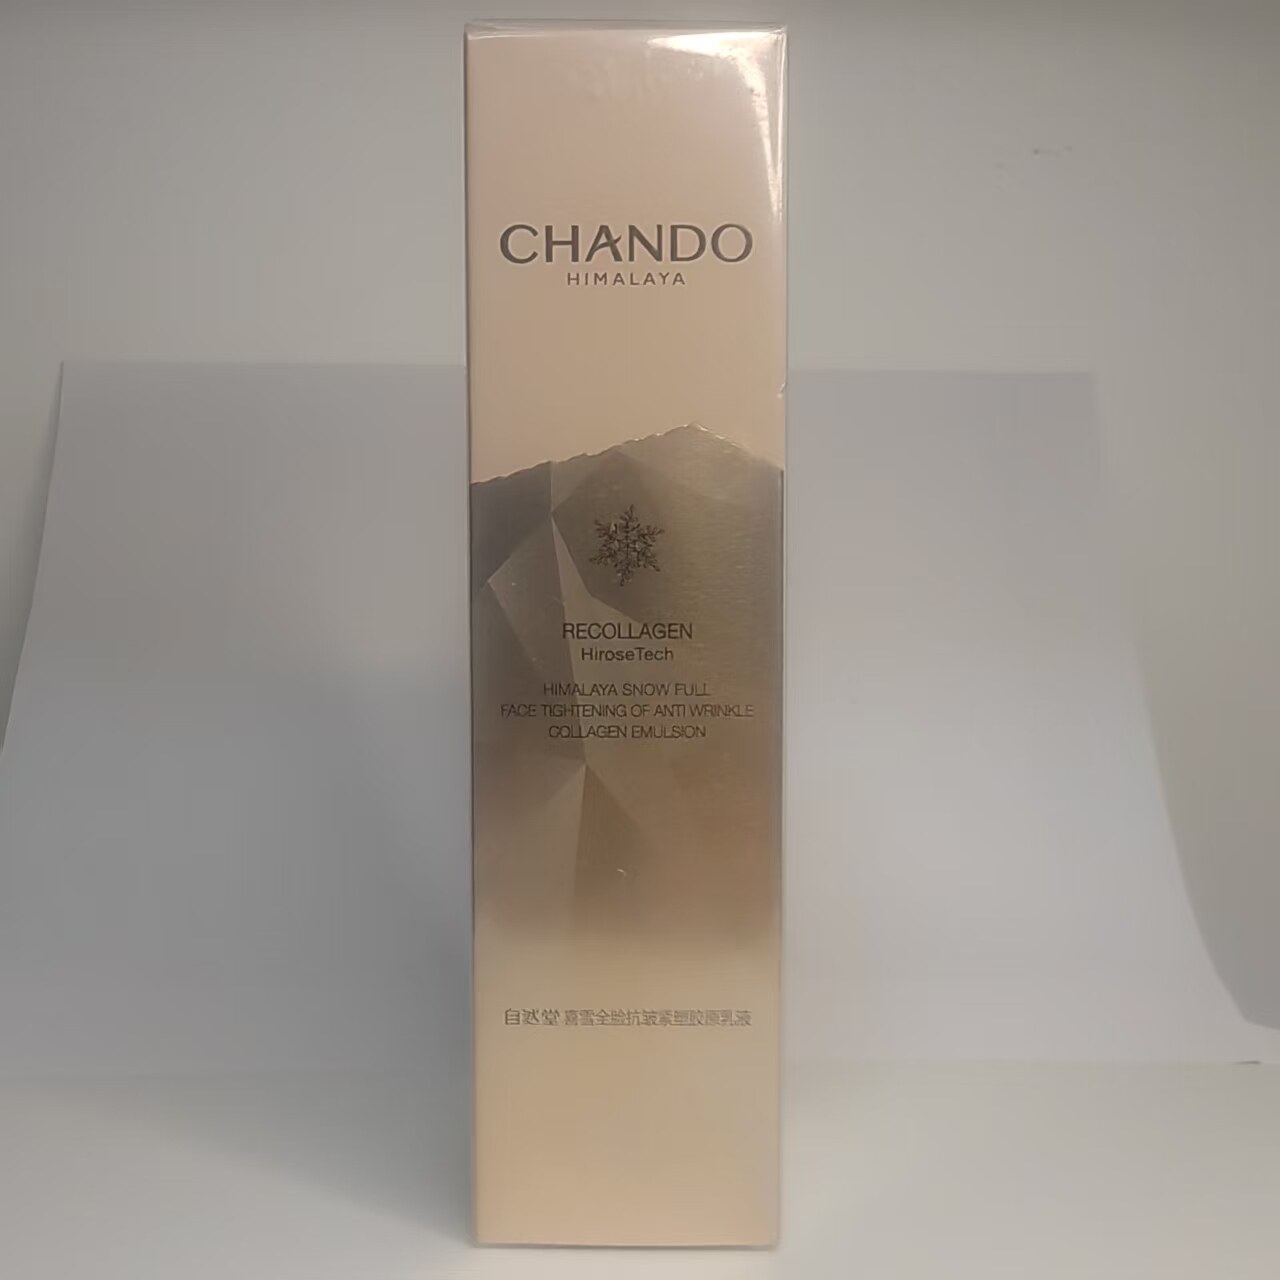 CHANDO
HIMALAYA
RECOLLAGEN
HiroseTech
HIMALAYA SNOW FULL
FACE TIGHTENING OF ANTI WRINKLE
COLLAGEN EMULSION
自然堂 喜雪全脸抗皱紧塑胶原乳液